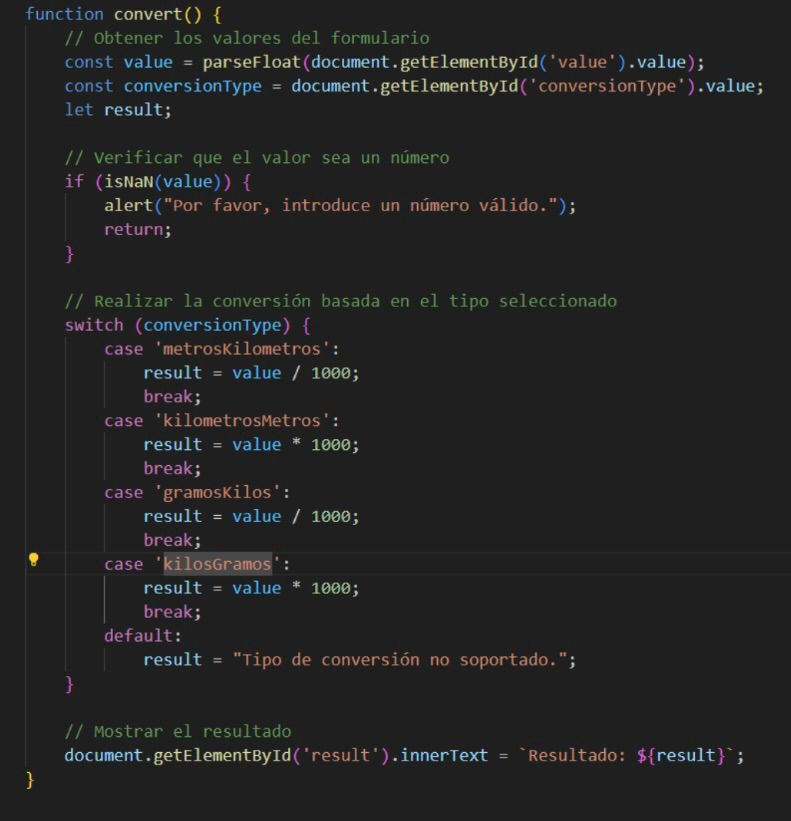 function convert() {
    // Obtener los valores del formulario
    const value = parseFloat(document.getElementById('value').value);
    const conversionType = document.getElementById('conversionType').value;
    let result;

    // Verificar que el valor sea un número
    if (isNaN(value)) {
        alert("Por favor, introduce un número válido.");
        return;
    }

    // Realizar la conversión basada en el tipo seleccionado
    switch (conversionType) {
        case 'metrosKilometros':
            result = value / 1000;
            break;
        case 'kilometrosMetros':
            result = value * 1000;
            break;
        case 'gramosKilos':
            result = value / 1000;
            break;
        case 'kilosGramos':
            result = value * 1000;
            break;
        default:
            result = "Tipo de conversión no soportado.";
    }

    // Mostrar el resultado
    document.getElementById('result').innerText = `Resultado: ${result}`;
}